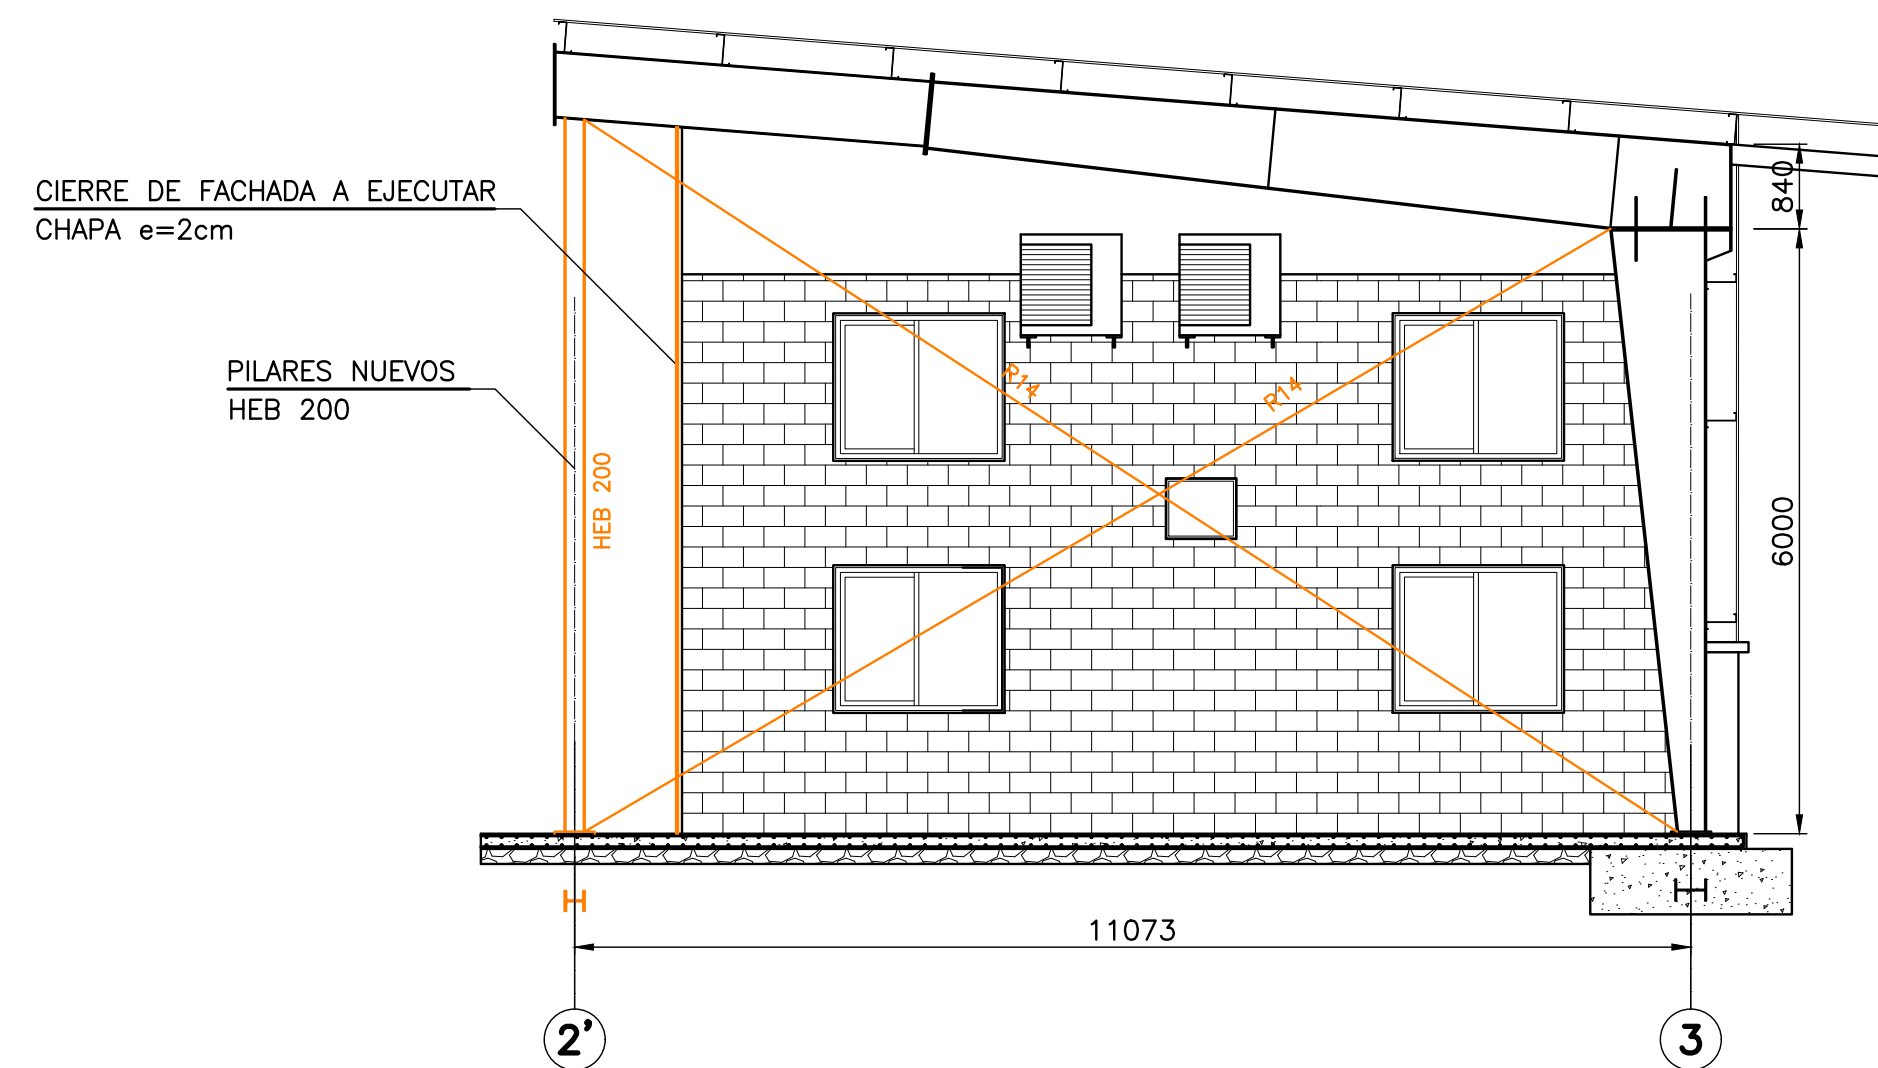 840
CIERRE DE FACHADA A EJECUTAR
CHAPA e=2cm
PILARES NUEVOS
HEB 200
R14
R14
HEB 200
6000
11073
2’
3